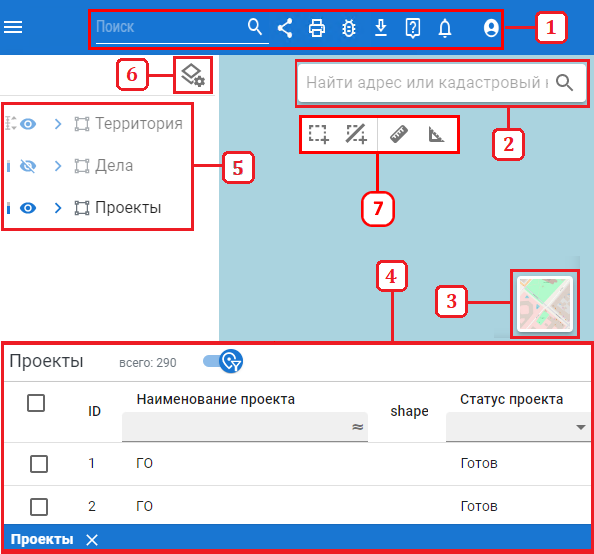 Поиск
1
6
Найти адрес или кадастровый н
2
Территория
Дела
Проекты
5
7
4
3
Проекты всего: 290
ID Наименование проекта shape Статус проекта
≈
1 ГО Готов
2 ГО Готов
Проекты